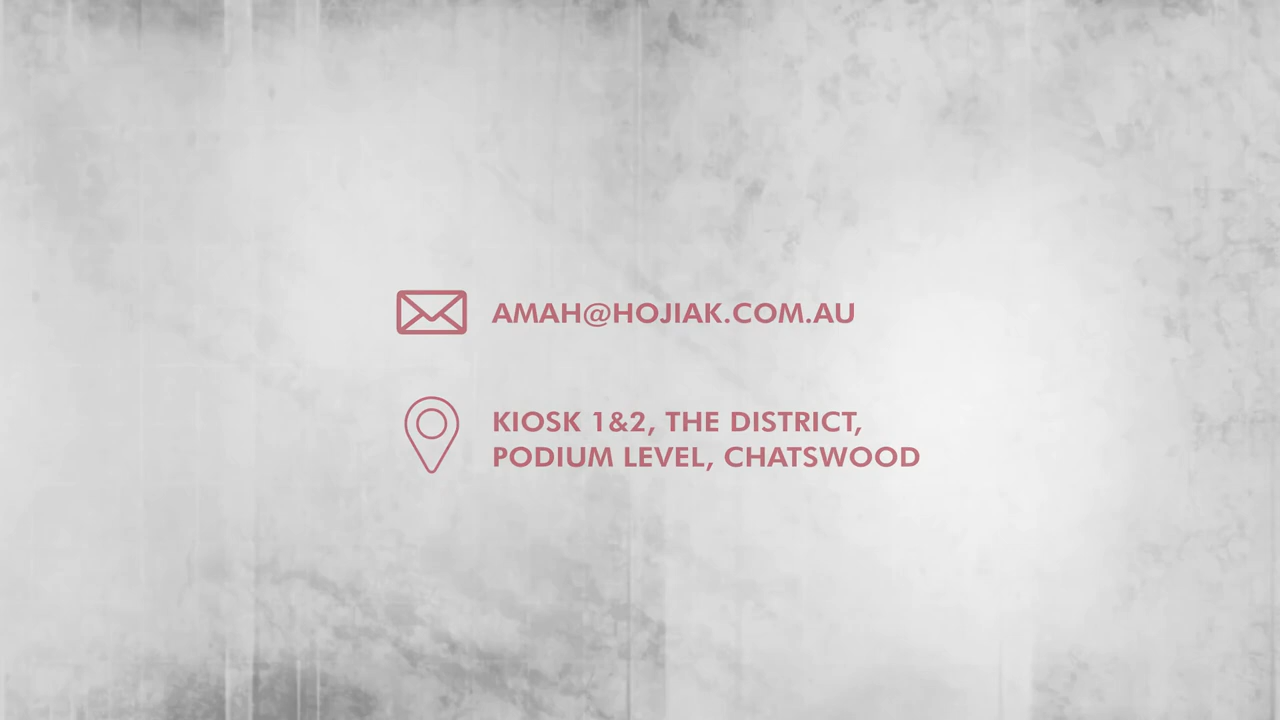 AMAH@HOJIAK.COM.AU
KIOSK 1&2, THE DISTRICT,
PODIUM LEVEL, CHATSWOOD